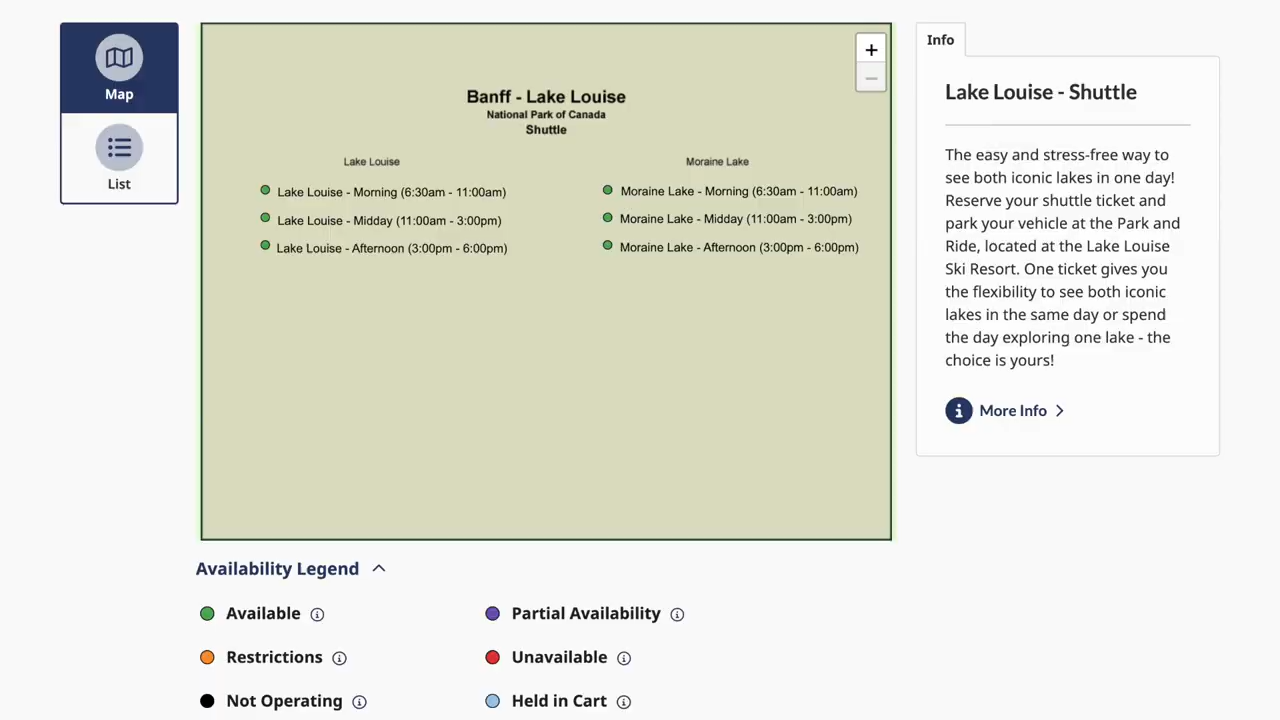 Map
List
+
−
Banff - Lake Louise
National Park of Canada
Shuttle
Lake Louise
Lake Louise - Morning (6:30am - 11:00am)
Lake Louise - Midday (11:00am - 3:00pm)
Lake Louise - Afternoon (3:00pm - 6:00pm)
Moraine Lake
Moraine Lake - Morning (6:30am - 11:00am)
Moraine Lake - Midday (11:00am - 3:00pm)
Moraine Lake - Afternoon (3:00pm - 6:00pm)
Info
Lake Louise - Shuttle
The easy and stress-free way to
see both iconic lakes in one day!
Reserve your shuttle ticket and
park your vehicle at the Park and
Ride, located at the Lake Louise
Ski Resort. One ticket gives you
the flexibility to see both iconic
lakes in the same day or spend
the day exploring one lake - the
choice is yours!
More Info
Availability Legend
Available
Partial Availability
Restrictions
Unavailable
Not Operating
Held in Cart